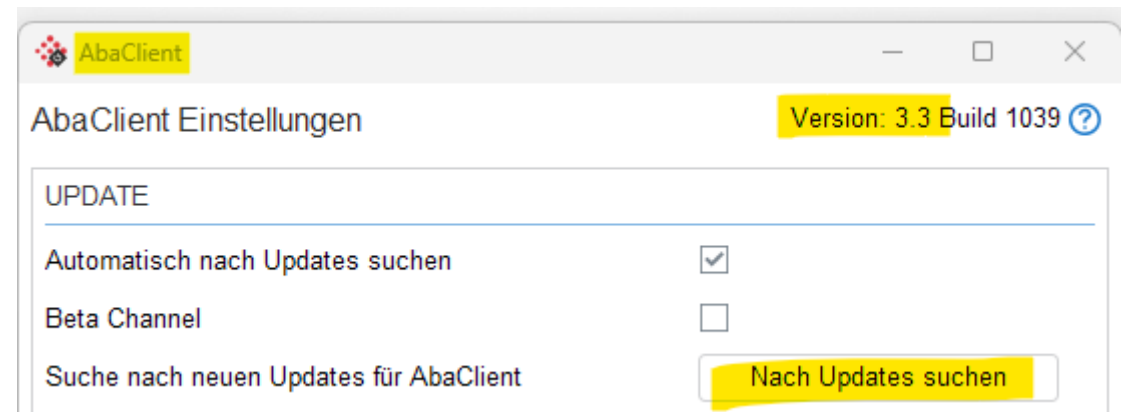 AbaClient
AbaClient Einstellungen
Version: 3.3 Build 1039 ?
UPDATE
Automatisch nach Updates suchen
Beta Channel
Suche nach neuen Updates für AbaClient
Nach Updates suchen